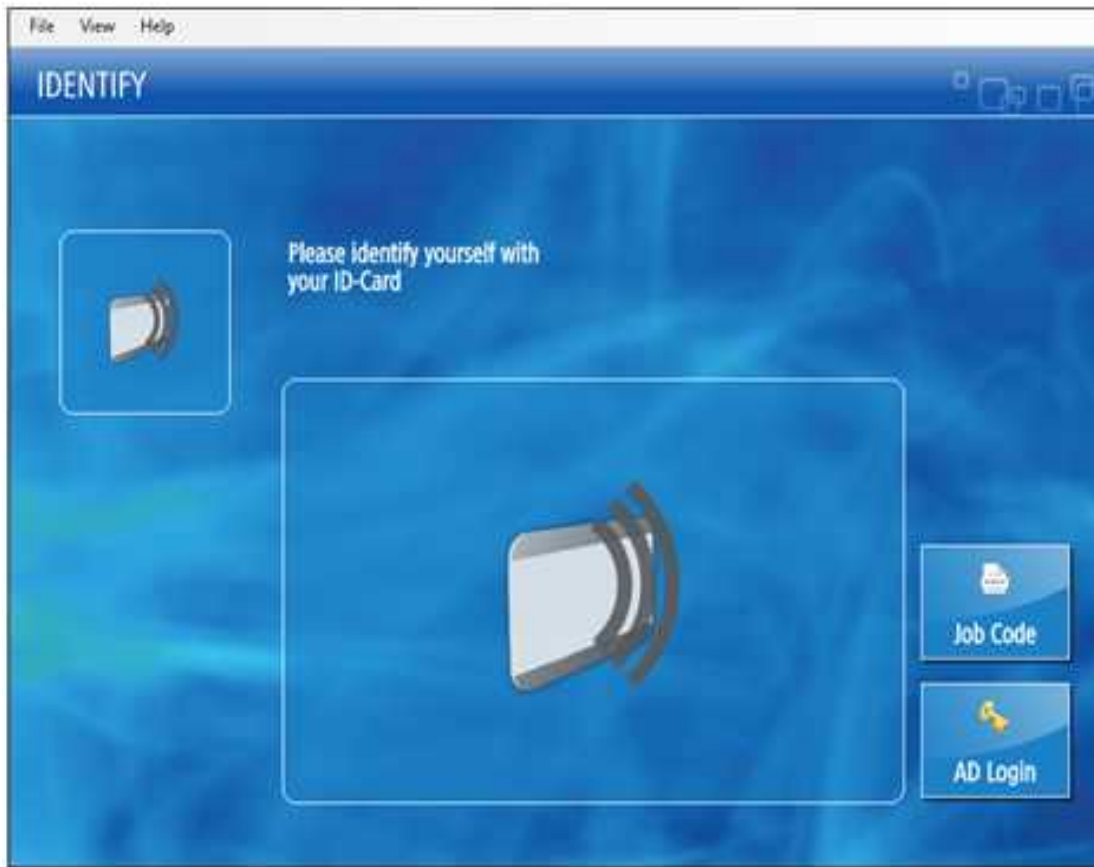 File View Help
IDENTIFY
Please identify yourself with
your ID-Card
Job Code
AD Login